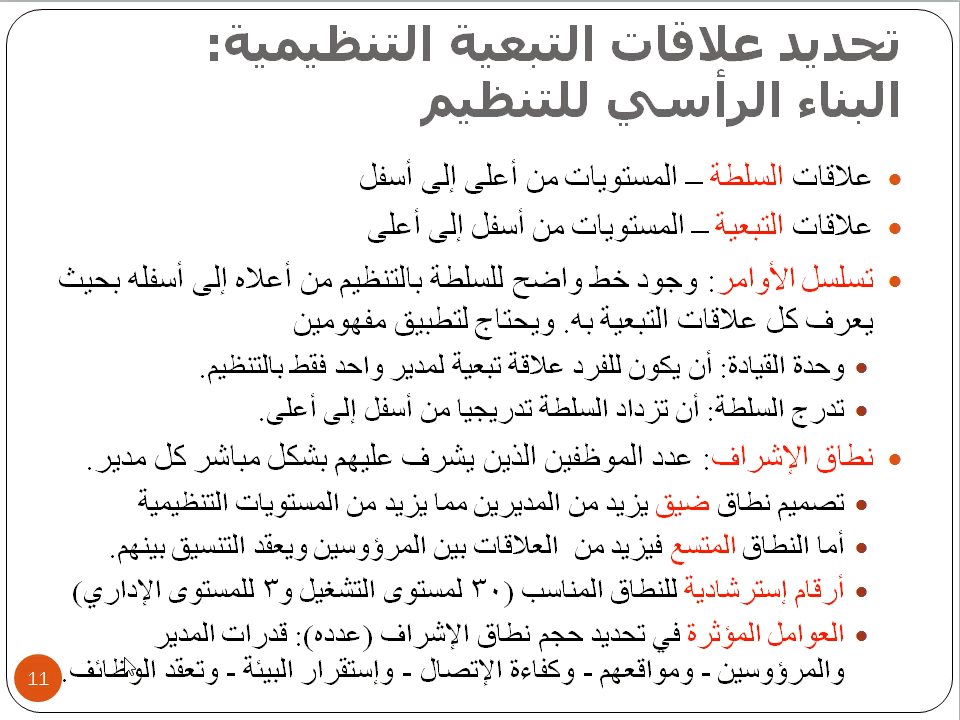 تحديد علاقات التبعية التنظيمية:
البناء الرأسي للتنظيم
علاقات السلطة – المستويات من أعلى إلى أسفل
علاقات التبعية – المستويات من أسفل إلى أعلى
تسلسل الأوامر: وجود خط واضح للسلطة بالتنظيم من أعلاه إلى أسفله بحيث
يعرف كل علاقات التبعية به. ويحتاج لتطبيق مفهومين
وحدة القيادة: أن يكون للفرد علاقة تبعية لمدير واحد فقط بالتنظيم.
تدرج السلطة: أن تزداد السلطة تدريجيا من أسفل إلى أعلى.
نطاق الإشراف: عدد الموظفين الذين يشرف عليهم بشكل مباشر كل مدير.
تصميم نطاق ضيق يزيد من المديرين مما يزيد من المستويات التنظيمية
أما النطاق المتسع فيزيد من العلاقات بين المرؤوسين ويعقد التنسيق بينهم.
أرقام إسترشادية للنطاق المناسب (٣٠ لمستوى التشغيل و٣ للمستوى الإداري)
العوامل المؤثرة في تحديد حجم نطاق الإشراف (عدده): قدرات المدير
والمرؤوسين - ومواقعهم - وكفاءة الإتصال - وإستقرار البيئة - وتعقد الوظائف.
11